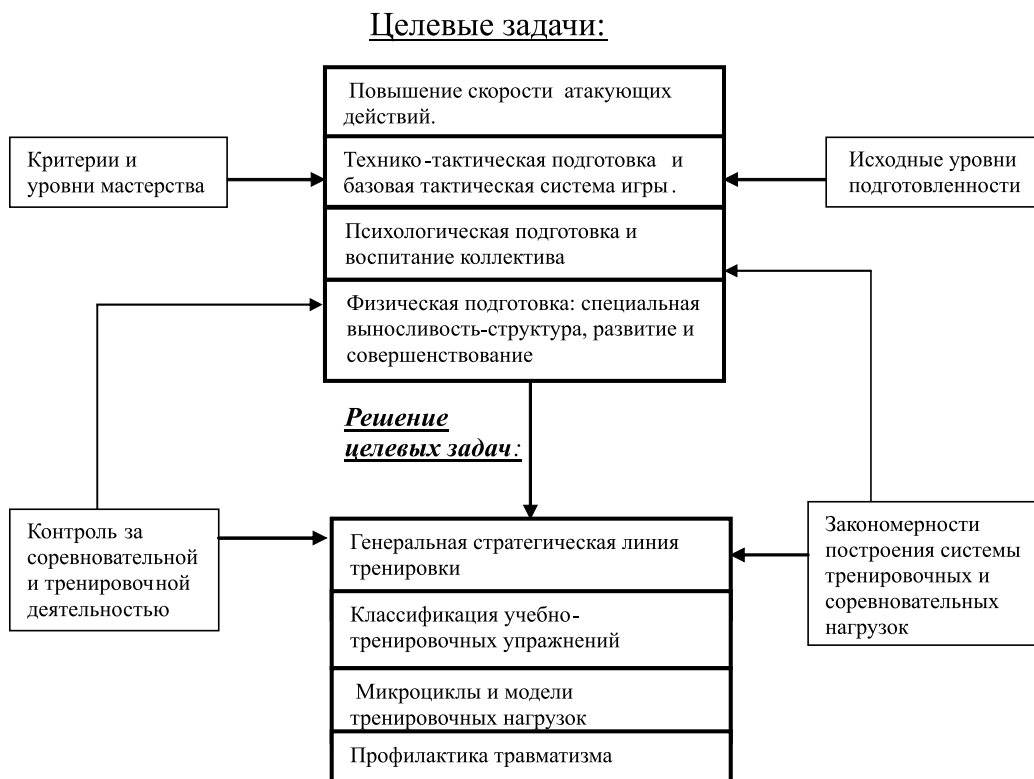 Целевые задачи:
Повышение скорости атакующих
действий.
Критерии и
уровни мастерства
Технико-тактическая подготовка и
базовая тактическая система игры.
Исходные уровни
подготовленности
Психологическая подготовка и
воспитание коллектива
Физическая подготовка: специальная
выносливость-структура, развитие и
совершенствование
Решение
целевых задач:
Контроль за
соревновательной
и тренировочной
деятельностью
Генеральная стратегическая линия
тренировки
Закономерности
построения системы
тренировочных и
соревновательных
нагрузок
Классификация учебно-
тренировочных упражнений
Микроциклы и модели
тренировочных нагрузок
Профилактика травматизма